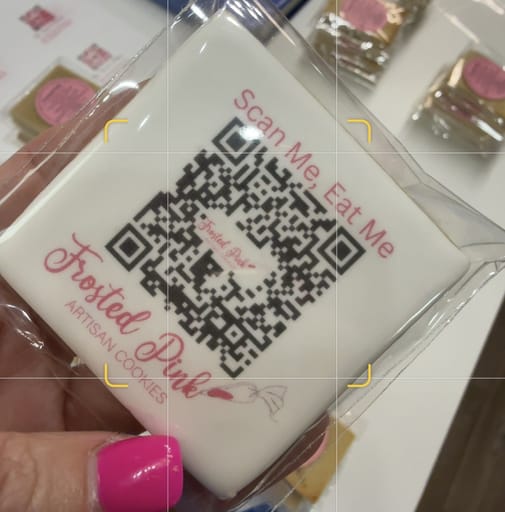 Scan Me, Eat Me
Frosted Pink
Frosted Pink
ARTISAN COOKIES